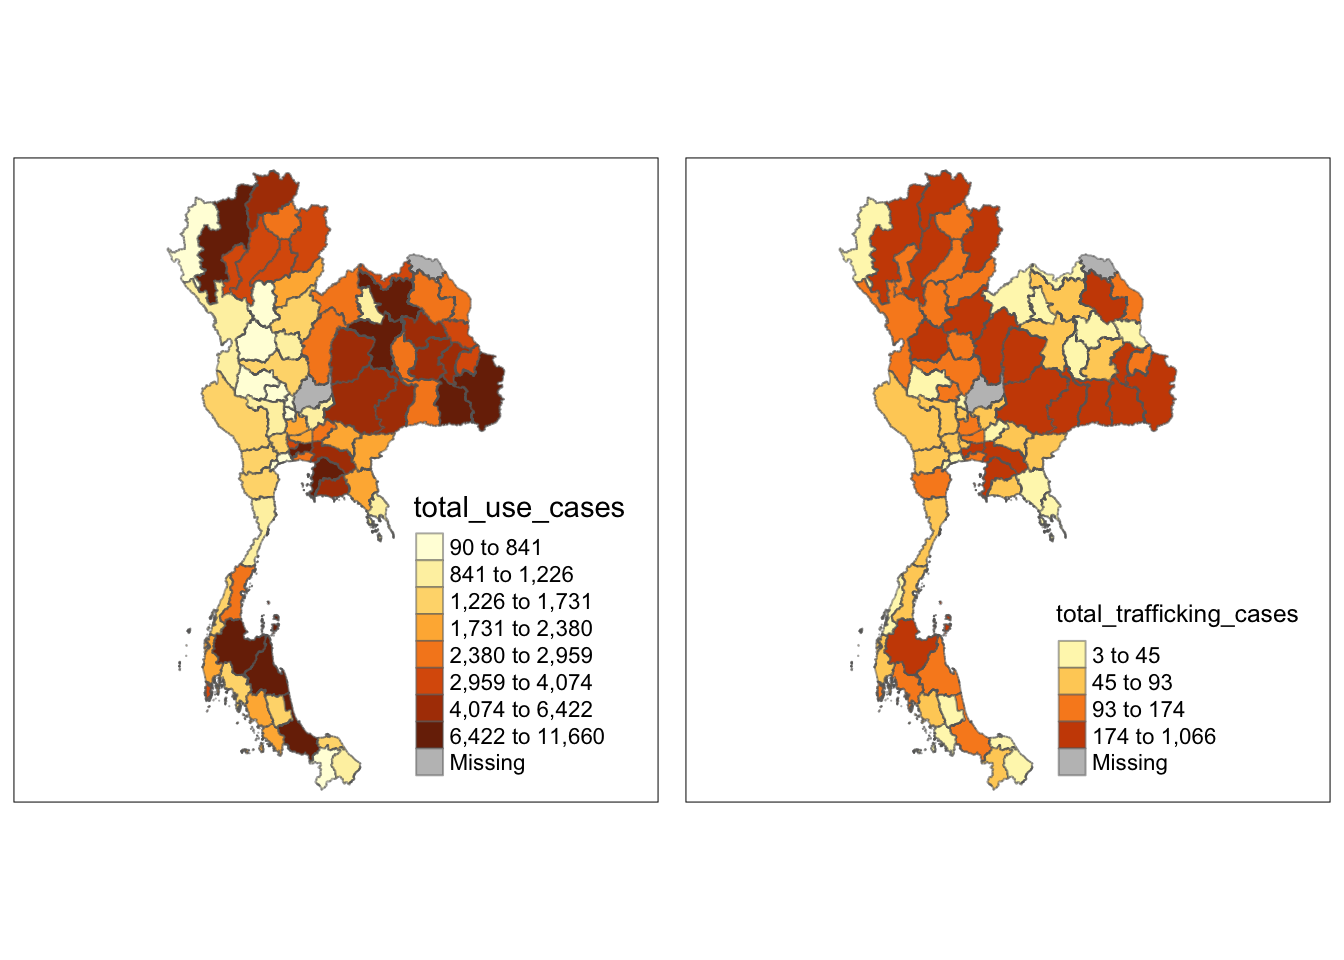 total_use_cases
90 to 841
841 to 1,226
1,226 to 1,731
1,731 to 2,380
2,380 to 2,959
2,959 to 4,074
4,074 to 6,422
6,422 to 11,660
Missing
total_trafficking_cases
3 to 45
45 to 93
93 to 174
174 to 1,066
Missing